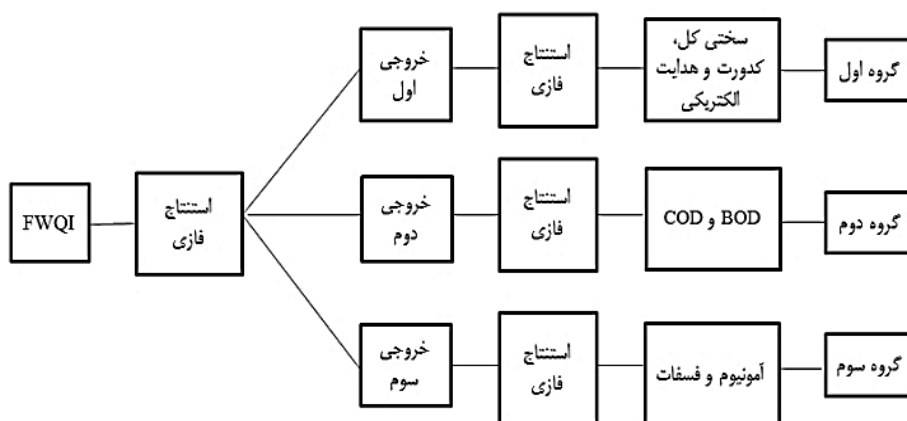 گروه اول
سختی کل،
کدورت و هدایت
الکتریکی
استنتاج
فازی
خروجی
اول
گروه دوم
BOD و COD
استنتاج
فازی
خروجی
دوم
استنتاج
فازی
FWQI
گروه سوم
آمونیوم و فسفات
استنتاج
فازی
خروجی
سوم